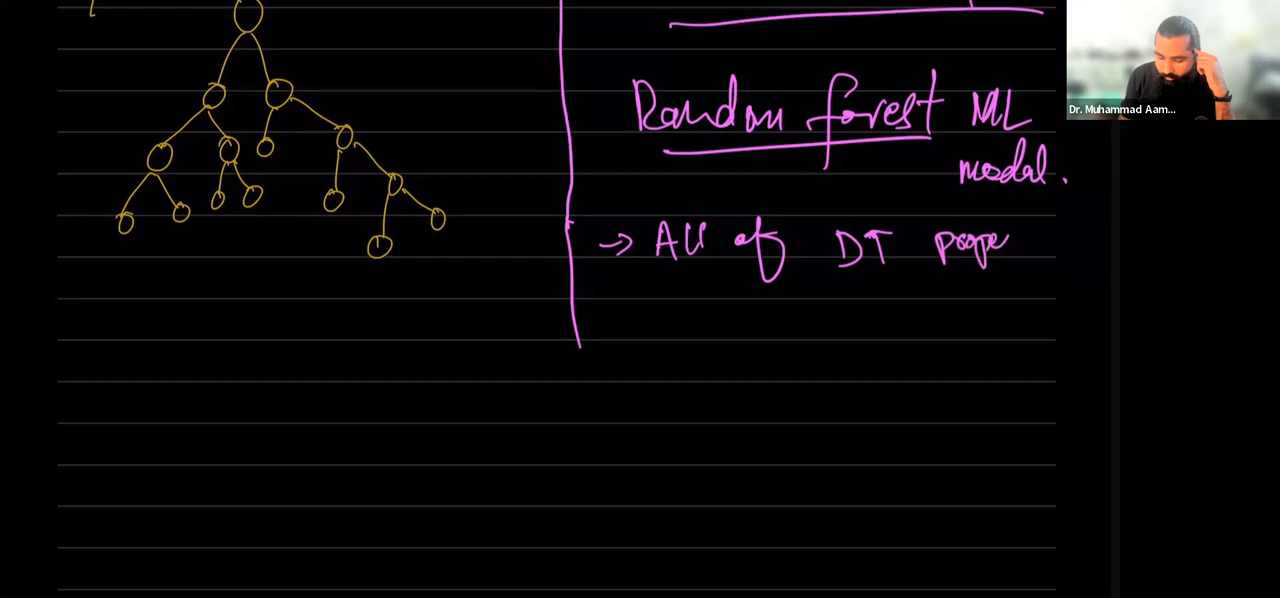 Random forest ML
model.
→ All of DT prope
Dr. Muhammad Aam...